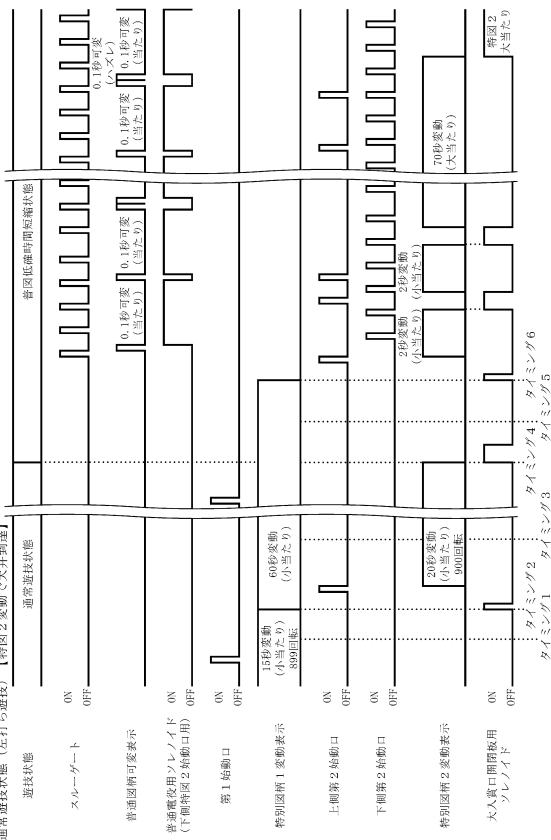 通常遊技状態（左打ち遊技）【特図２変動で天井到達】
遊技状態
通常遊技状態
普図低確時間短縮状態
スルーゲート
ON
OFF
普通図柄可変表示
0.1秒可変
（当たり）
0.1秒可変
（当たり）
0.1秒可変
（当たり）
0.1秒可変
（ハズレ）
0.1秒可変
（当たり）
普通電役用ソレノイド
（下側特図２始動口用）
ON
OFF
第１始動口
ON
OFF
特別図柄１変動表示
15秒変動
（小当たり）
899回転
60秒変動
（小当たり）
上側第２始動口
ON
OFF
下側第２始動口
ON
OFF
特別図柄２変動表示
20秒変動
（小当たり）
900回転
2秒変動
（小当たり）
2秒変動
（小当たり）
70秒変動
（大当たり）
大入賞口開閉扉用
ソレノイド
ON
OFF
特図２
大当たり
タイミング1
タイミング2
タイミング3
タイミング4
タイミング5
タイミング6